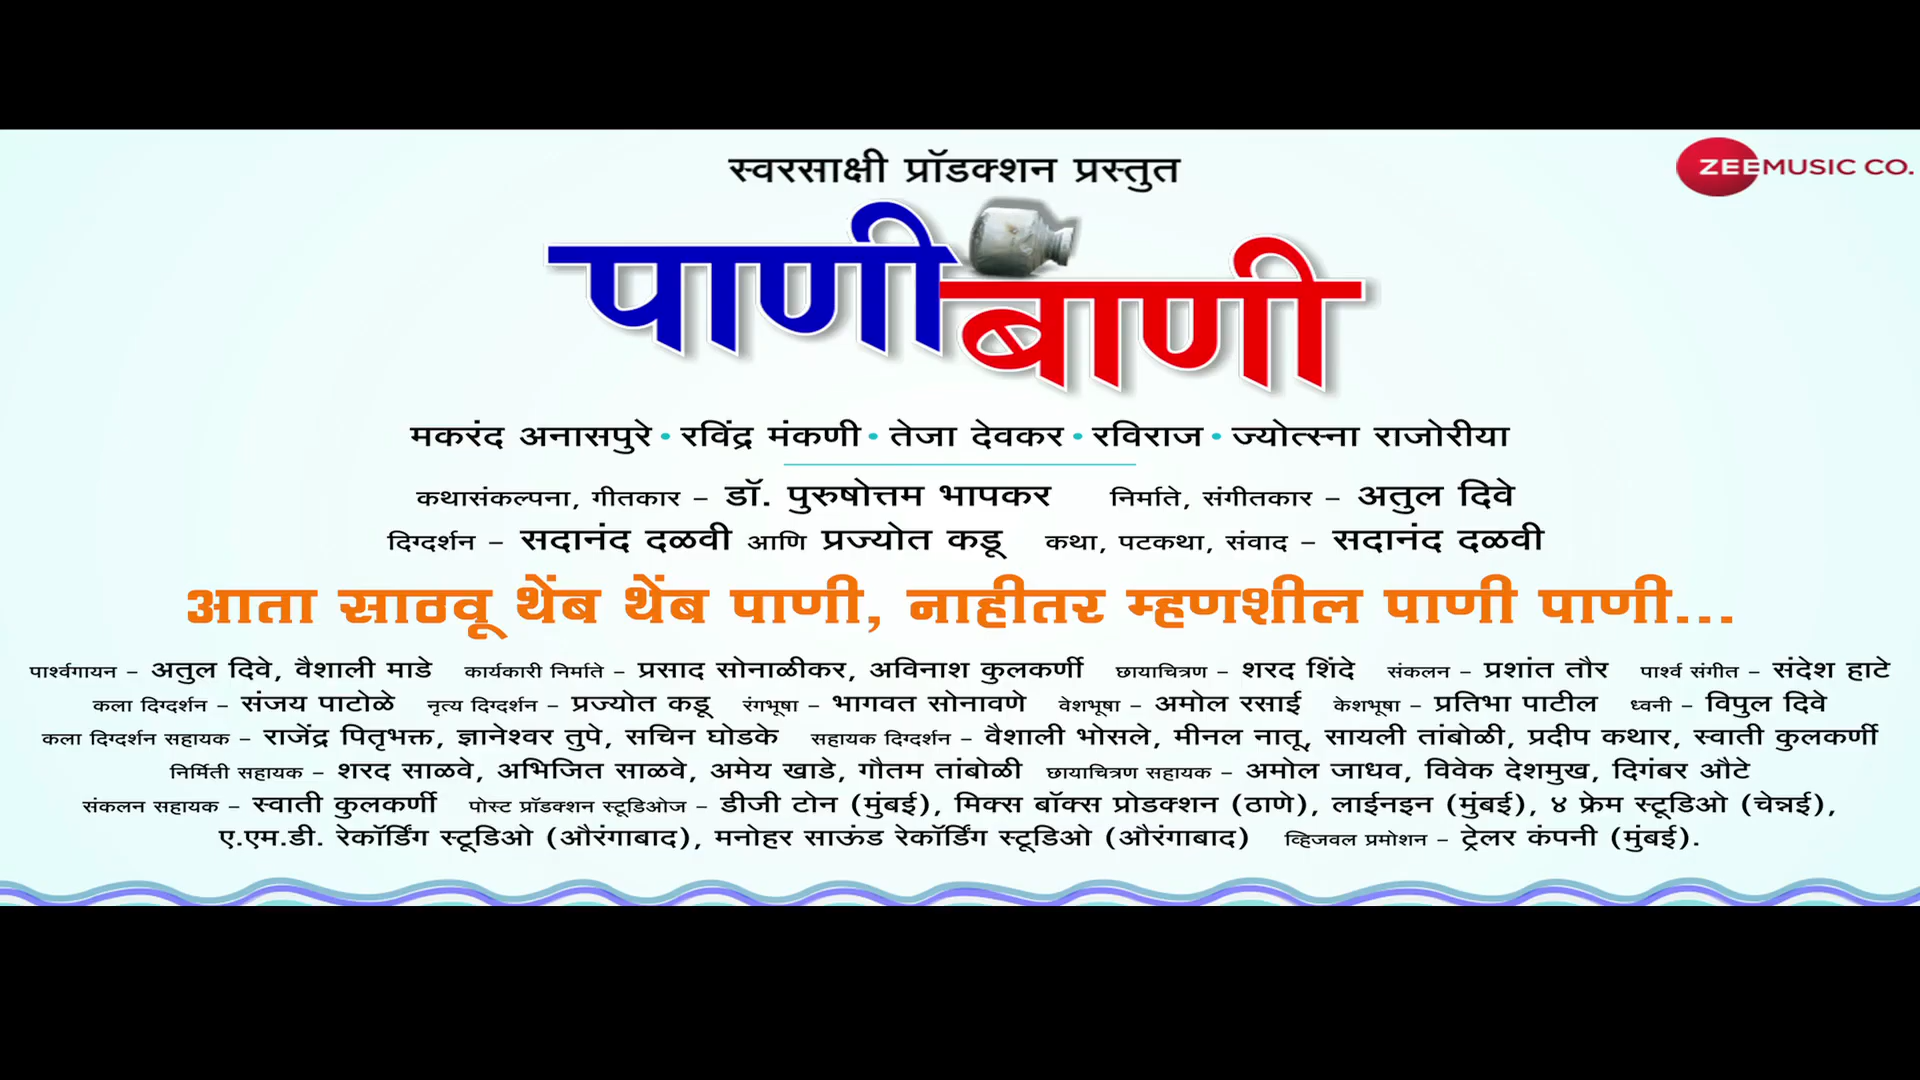 स्वरसाक्षी प्रॉडक्शन प्रस्तुत
ZEE MUSIC CO.
पाणी बाणी
मकरंद अनासपुरे • रविंद्र मंकणी • तेजा देवकर • रविराज • ज्योत्स्ना राजोरीया
कथासंकल्पना, गीतकार – डॉ. पुरुषोत्तम भापकर निर्माते, संगीतकार – अतुल दिवे
दिग्दर्शन – सदानंद दळवी आणि प्रज्योत कडू कथा, पटकथा, संवाद – सदानंद दळवी
आता साठवू थेंब थेंब पाणी, नाहीतर म्हणशील पाणी पाणी...
पार्श्वगायन – अतुल दिवे, वैशाली माडे कार्यकारी निर्माते – प्रसाद सोनाळीकर, अविनाश कुलकर्णी छायाचित्रण – शरद शिंदे संकलन – प्रशांत तौर पार्श्व संगीत – संदेश हाटे
कला दिग्दर्शन – संजय पाटोळे नृत्य दिग्दर्शन – प्रज्योत कडू रंगभूषा – भागवत सोनावणे वेशभूषा – अमोल रसाई केशभूषा – प्रतिभा पाटील ध्वनी – विपुल दिवे
कला दिग्दर्शन सहायक – राजेंद्र पितृभक्त, ज्ञानेश्वर तुपे, सचिन घोडके सहायक दिग्दर्शन – वैशाली भोसले, मीनल नातू, सायली तांबोळी, प्रदीप कथार, स्वाती कुलकर्णी
निर्मिती सहायक – शरद साळवे, अभिजित साळवे, अमेय खाडे, गौतम तांबोळी छायाचित्रण सहायक – अमोल जाधव, विवेक देशमुख, दिगंबर औटे
संकलन सहायक – स्वाती कुलकर्णी पोस्ट प्रॉडक्शन स्टूडिओज – डीजी टोन (मुंबई), मिक्स बॉक्स प्रोडक्शन (ठाणे), लाईनइन (मुंबई), ४ फ्रेम स्टूडिओ (चेन्नई),
ए.एम.डी. रेकॉर्डिंग स्टूडिओ (औरंगाबाद), मनोहर साऊंड रेकॉर्डिंग स्टूडिओ (औरंगाबाद) व्हिजवल प्रमोशन – ट्रेलर कंपनी (मुंबई).